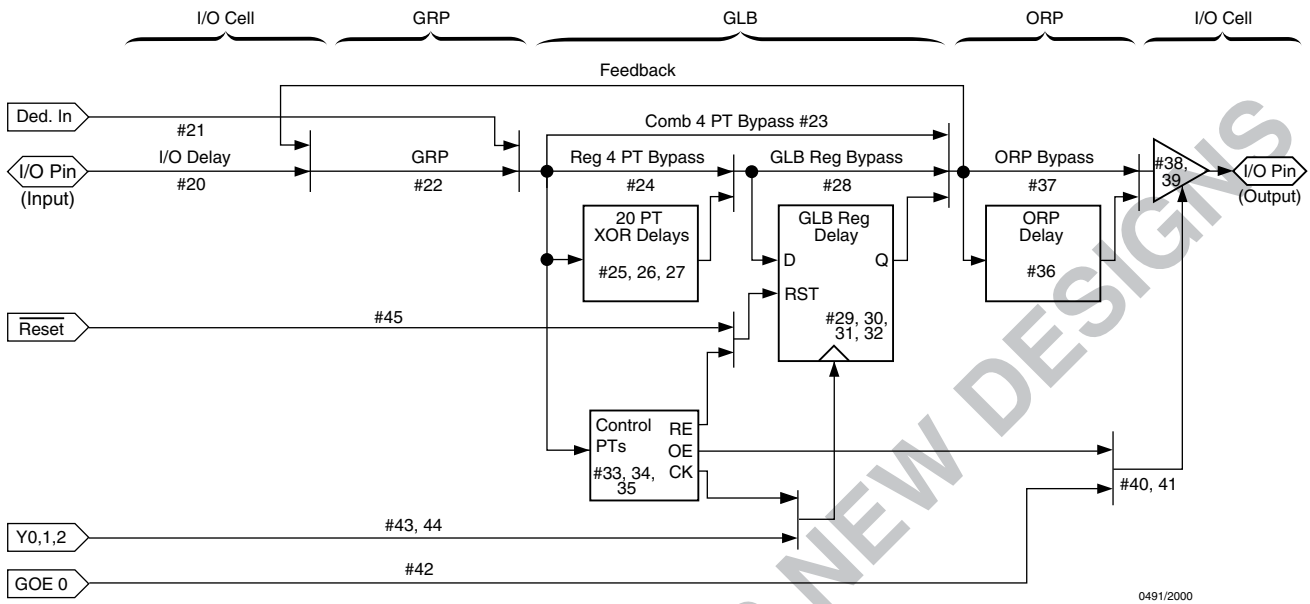 I/O Cell
GRP
GLB
ORP
I/O Cell
Feedback
Ded. In
#21
Comb 4 PT Bypass #23
I/O Pin
(Input)
I/O Delay
#20
GRP
#22
Reg 4 PT Bypass
#24
GLB Reg Bypass
#28
ORP Bypass
#37
#38,
39
I/O Pin
(Output)
20 PT
XOR Delays
#25, 26, 27
GLB Reg
Delay
D
Q
RST
#29, 30,
31, 32
ORP
Delay
#36
Reset
#45
Control
PTs
#33, 34,
35
RE
OE
CK
#40, 41
Y0,1,2
#43, 44
GOE 0
#42
0491/2000
NEW DESIGNS